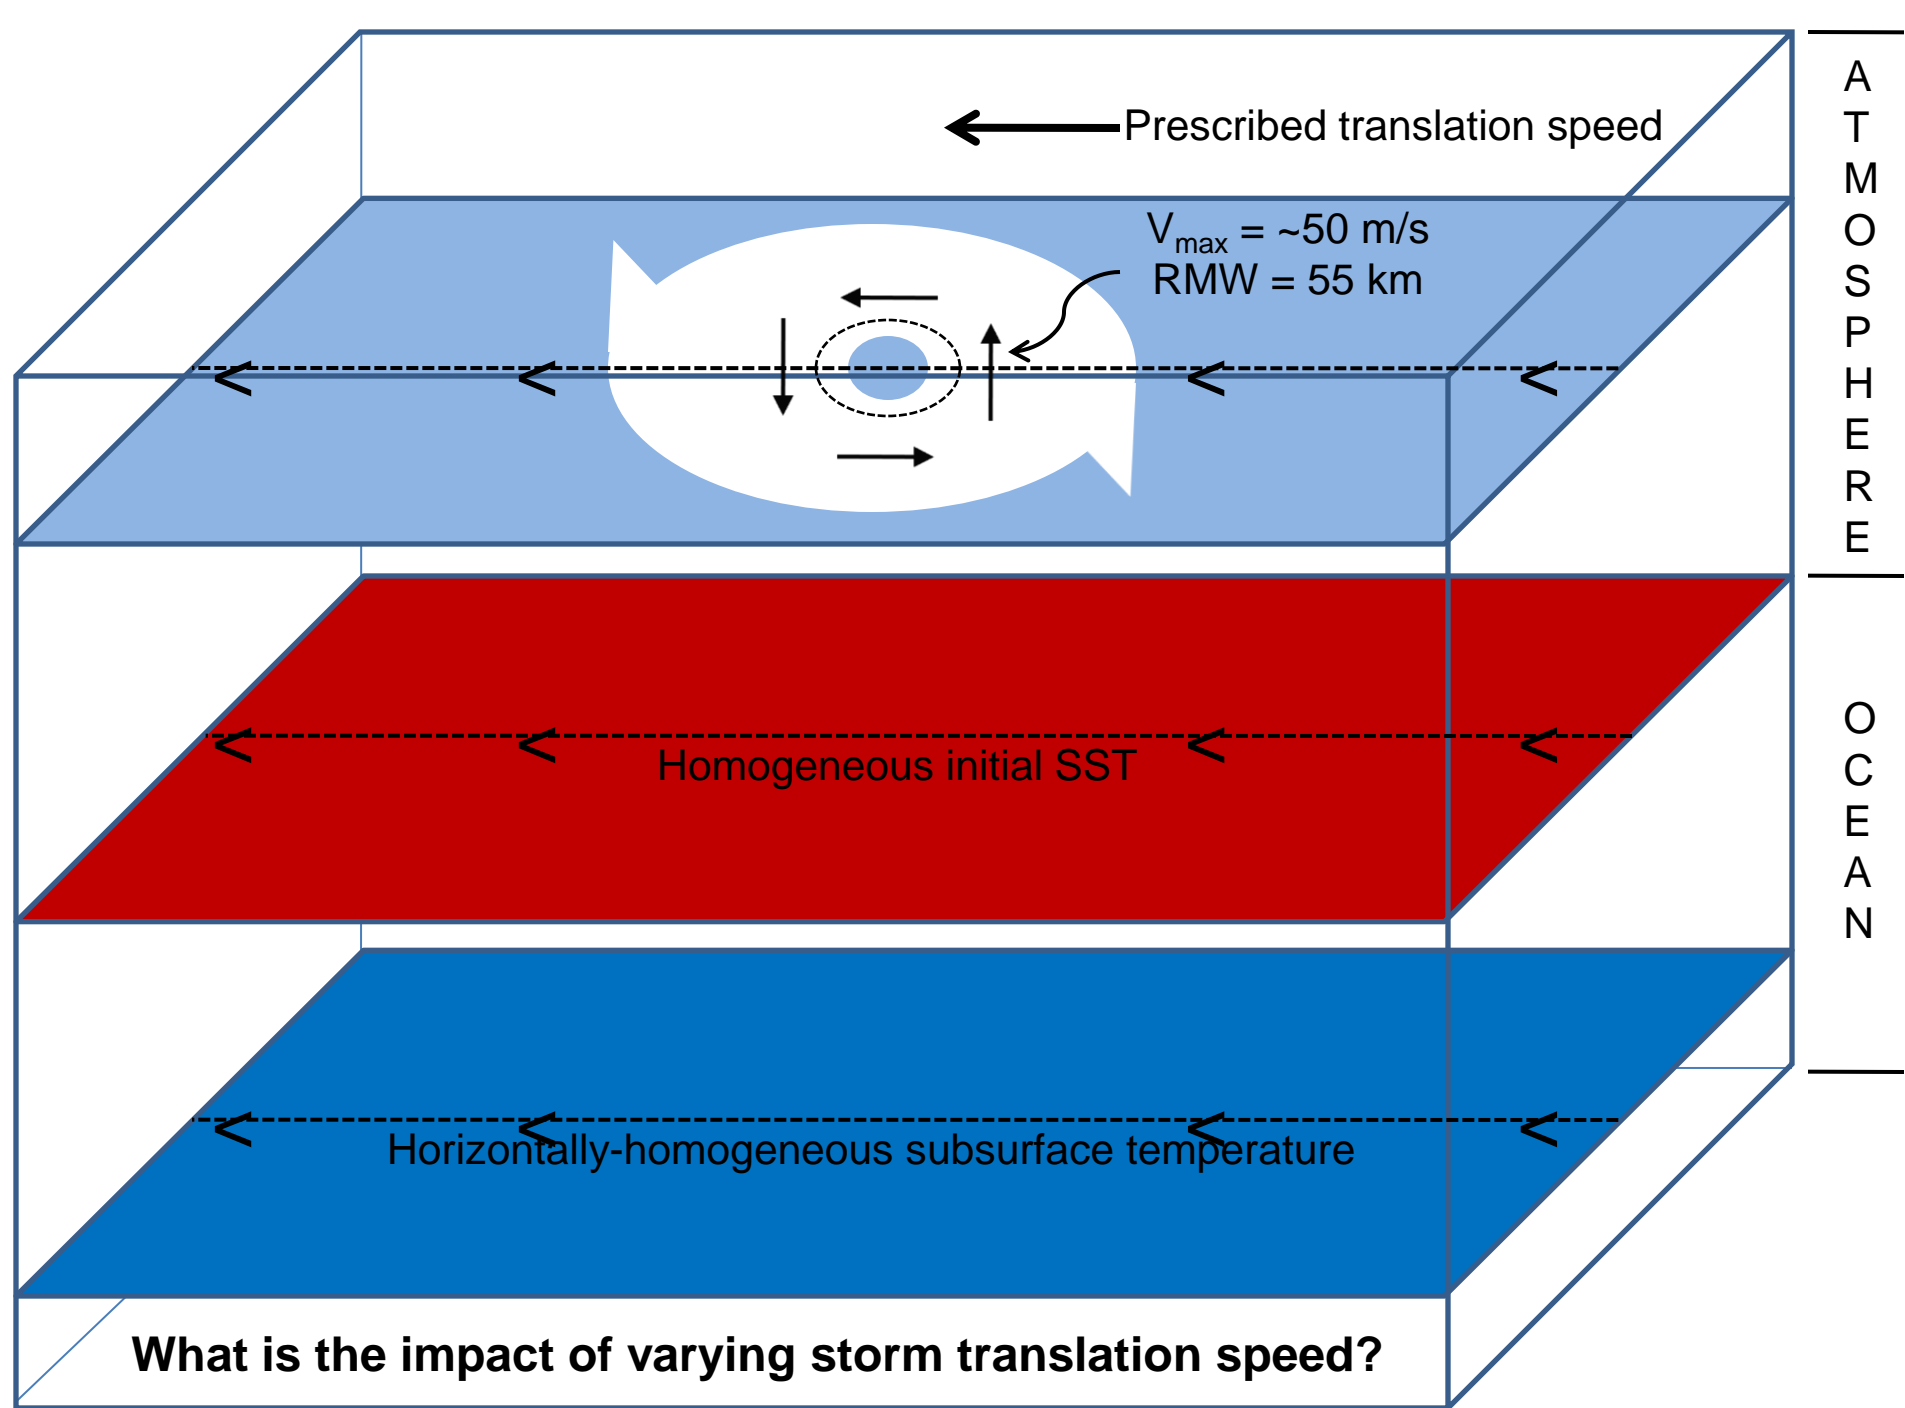 Prescribed translation speed
V_max = ~50 m/s
RMW = 55 km
ATMOSPHERE
Homogeneous initial SST
OCEAN
Horizontally-homogeneous subsurface temperature
What is the impact of varying storm translation speed?